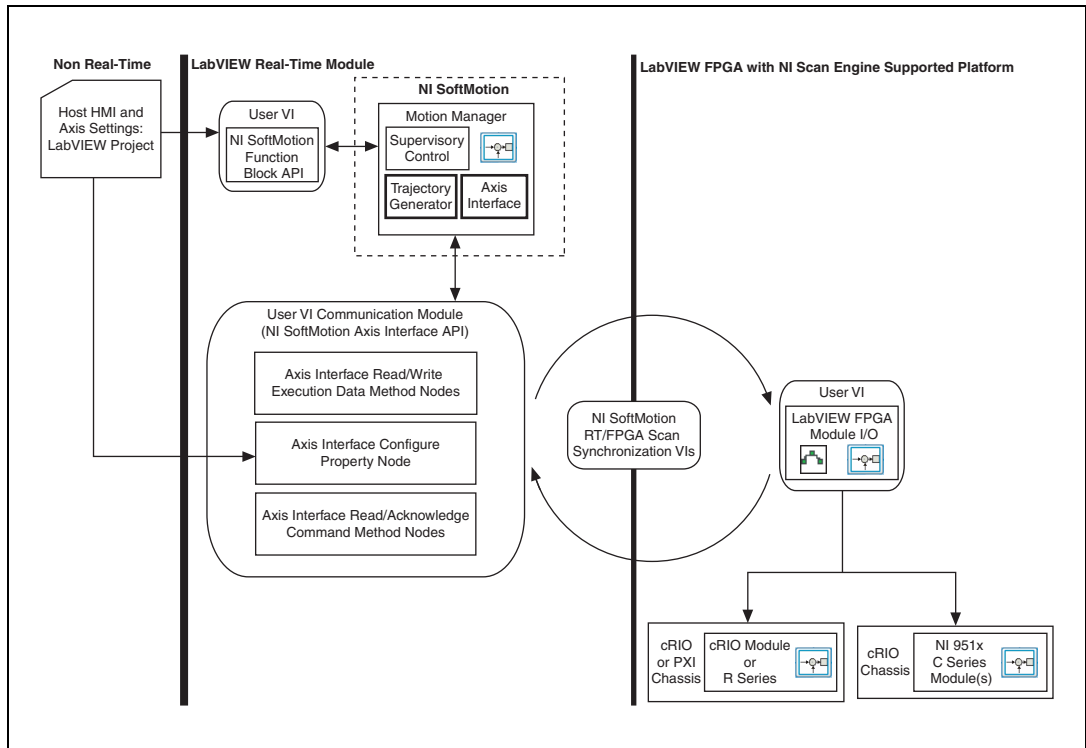 Non Real-Time
LabVIEW Real-Time Module
LabVIEW FPGA with NI Scan Engine Supported Platform
Host HMI and
Axis Settings:
LabVIEW Project
User VI
NI SoftMotion
Function
Block API
NI SoftMotion
Motion Manager
Supervisory
Control
Trajectory
Generator
Axis
Interface
User VI Communication Module
(NI SoftMotion Axis Interface API)
Axis Interface Read/Write
Execution Data Method Nodes
Axis Interface Configure
Property Node
Axis Interface Read/Acknowledge
Command Method Nodes
NI SoftMotion
RT/FPGA Scan
Synchronization VIs
User VI
LabVIEW FPGA
Module I/O
cRIO
or PXI
Chassis
cRIO Module
or
R Series
cRIO
Chassis
NI 951x
C Series
Module(s)